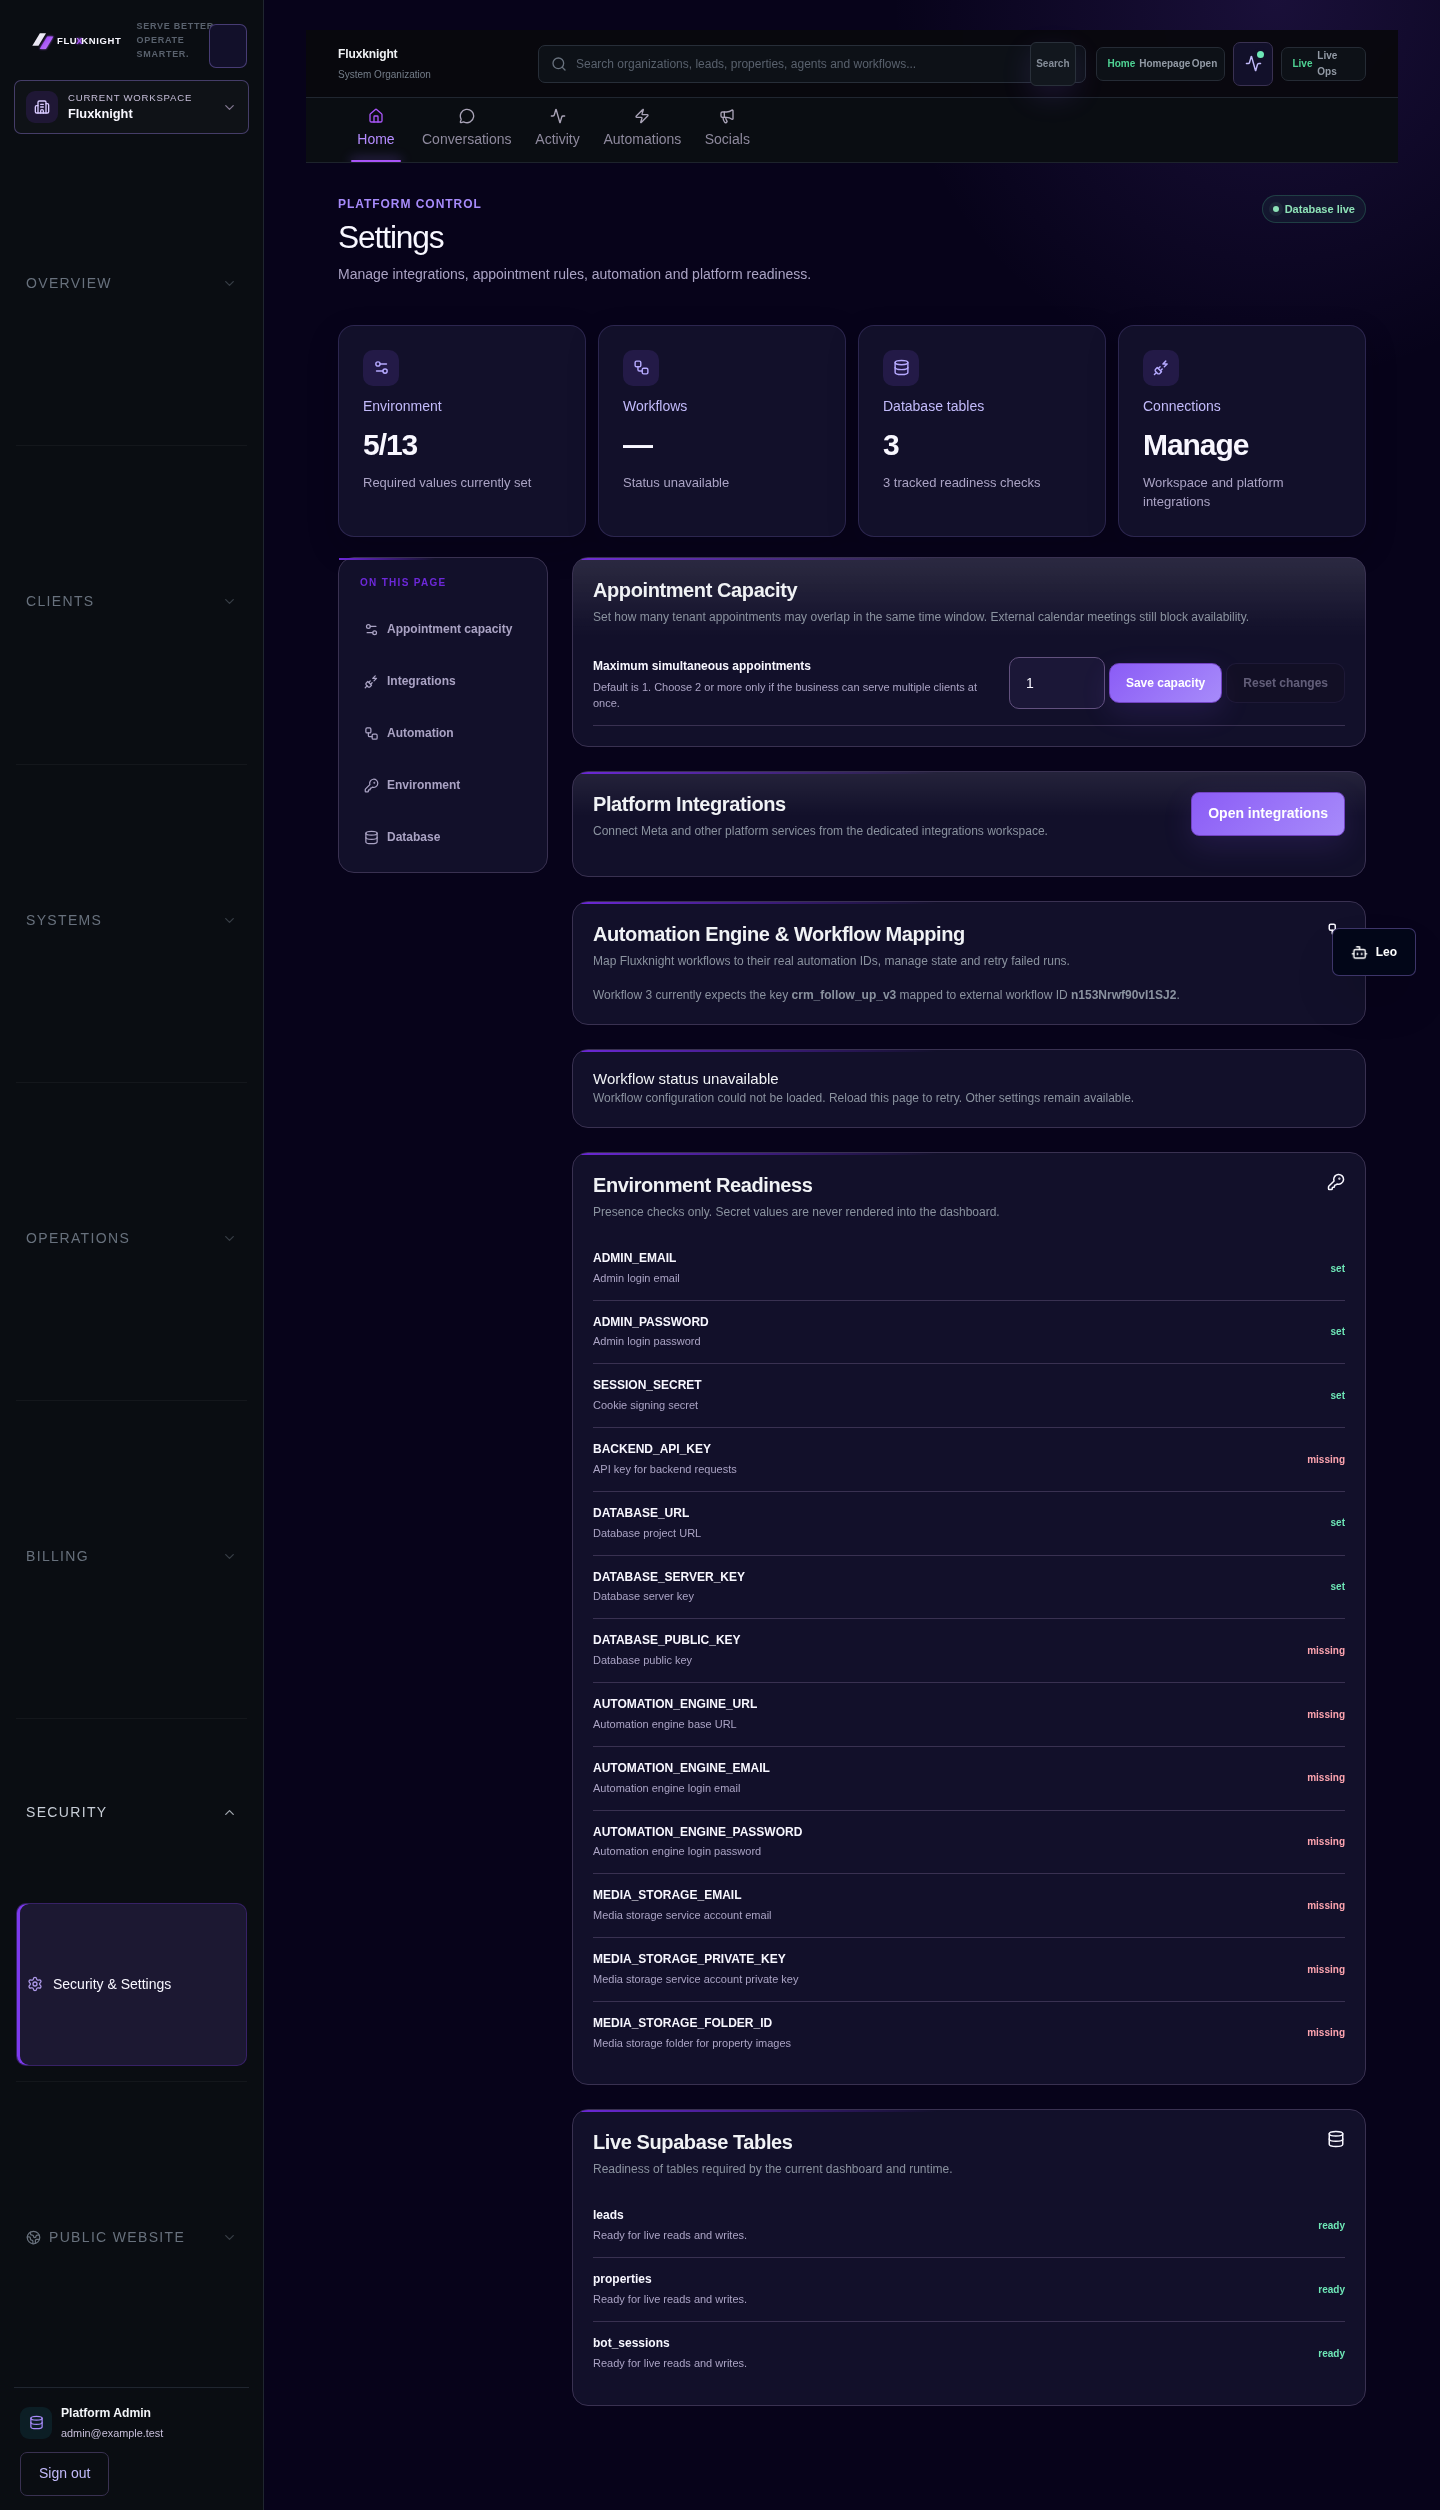 FLUXKNIGHT
SERVE BETTER
OPERATE
SMARTER.
CURRENT WORKSPACE
Fluxknight
OVERVIEW
CLIENTS
SYSTEMS
OPERATIONS
BILLING
SECURITY
Security & Settings
PUBLIC WEBSITE
Platform Admin
admin@example.test
Sign out
Fluxknight
System Organization
Search organizations, leads, properties, agents and workflows...
Search
Home Homepage Open
Live Live Ops
Home
Conversations
Activity
Automations
Socials
PLATFORM CONTROL
Settings
Manage integrations, appointment rules, automation and platform readiness.
Database live
Environment
5/13
Required values currently set
Workflows
—
Status unavailable
Database tables
3
3 tracked readiness checks
Connections
Manage
Workspace and platform
integrations
ON THIS PAGE
Appointment capacity
Integrations
Automation
Environment
Database
Appointment Capacity
Set how many tenant appointments may overlap in the same time window. External calendar meetings still block availability.
Maximum simultaneous appointments
Default is 1. Choose 2 or more only if the business can serve multiple clients at
once.
1
Save capacity
Reset changes
Platform Integrations
Connect Meta and other platform services from the dedicated integrations workspace.
Open integrations
Automation Engine & Workflow Mapping
Map Fluxknight workflows to their real automation IDs, manage state and retry failed runs.
Workflow 3 currently expects the key crm_follow_up_v3 mapped to external workflow ID n153Nrwf90vI1SJ2.
Leo
Workflow status unavailable
Workflow configuration could not be loaded. Reload this page to retry. Other settings remain available.
Environment Readiness
Presence checks only. Secret values are never rendered into the dashboard.
ADMIN_EMAIL
Admin login email
set
ADMIN_PASSWORD
Admin login password
set
SESSION_SECRET
Cookie signing secret
set
BACKEND_API_KEY
API key for backend requests
missing
DATABASE_URL
Database project URL
set
DATABASE_SERVER_KEY
Database server key
set
DATABASE_PUBLIC_KEY
Database public key
missing
AUTOMATION_ENGINE_URL
Automation engine base URL
missing
AUTOMATION_ENGINE_EMAIL
Automation engine login email
missing
AUTOMATION_ENGINE_PASSWORD
Automation engine login password
missing
MEDIA_STORAGE_EMAIL
Media storage service account email
missing
MEDIA_STORAGE_PRIVATE_KEY
Media storage service account private key
missing
MEDIA_STORAGE_FOLDER_ID
Media storage folder for property images
missing
Live Supabase Tables
Readiness of tables required by the current dashboard and runtime.
leads
Ready for live reads and writes.
ready
properties
Ready for live reads and writes.
ready
bot_sessions
Ready for live reads and writes.
ready